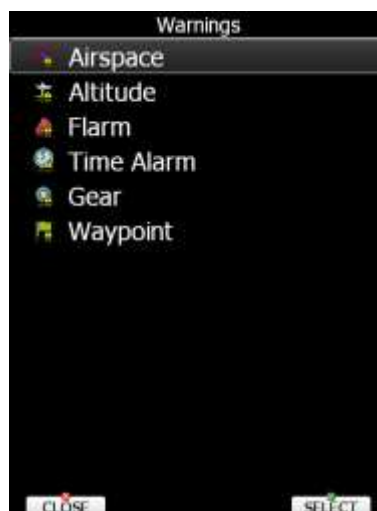 Warnings
Airspace
Altitude
Flarm
Time Alarm
Gear
Waypoint
CLOSE
SELECT